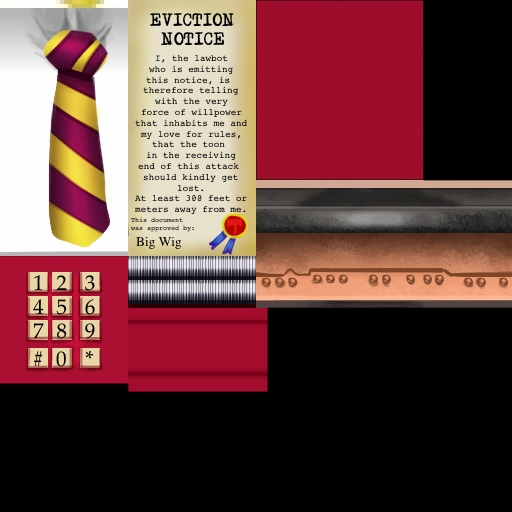 EVICTION
NOTICE
I, the lawbot
who is emitting
this notice, is
therefore telling
with the very
force of willpower
that inhabits me and
my love for rules,
that the toon
in the receiving
end of this attack
should kindly get
lost.
At least 300 feet or
meters away from me.
This document
was approved by:
Big Wig
1 2 3
4 5 6
7 8 9
# 0 *